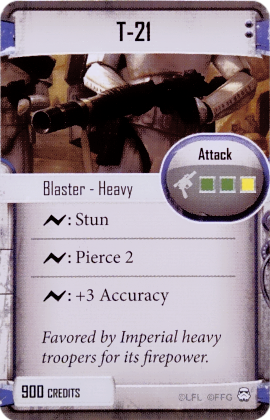 T-21
Attack
Blaster - Heavy
: Stun
: Pierce 2
: +3 Accuracy
Favored by Imperial heavy
troopers for its firepower.
900 CREDITS
©LFL ©FFG